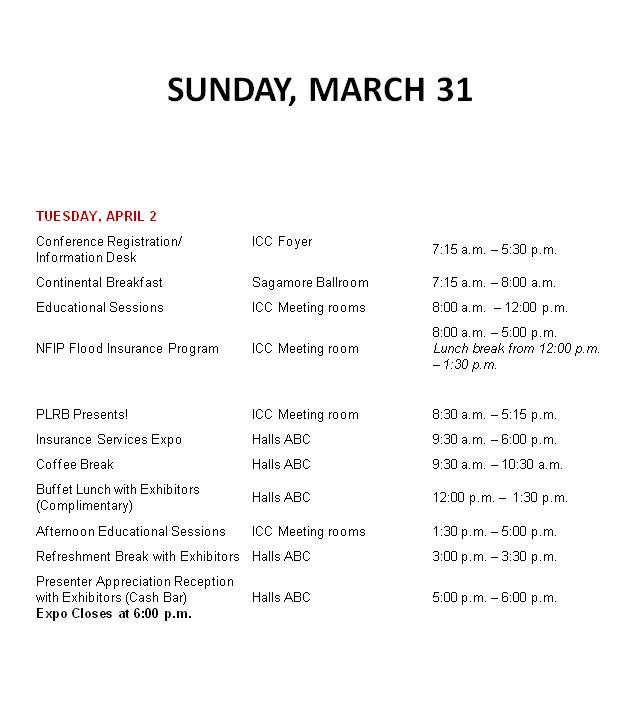 SUNDAY, MARCH 31
TUESDAY, APRIL 2
Conference Registration/
Information Desk
ICC Foyer
7:15 a.m. – 5:30 p.m.
Continental Breakfast
Sagamore Ballroom
7:15 a.m. – 8:00 a.m.
Educational Sessions
ICC Meeting rooms
8:00 a.m. – 12:00 p.m.
NFIP Flood Insurance Program
ICC Meeting room
8:00 a.m. – 5:00 p.m.
Lunch break from 12:00 p.m.
– 1:30 p.m.
PLRB Presents!
ICC Meeting room
8:30 a.m. – 5:15 p.m.
Insurance Services Expo
Halls ABC
9:30 a.m. – 6:00 p.m.
Coffee Break
Halls ABC
9:30 a.m. – 10:30 a.m.
Buffet Lunch with Exhibitors
(Complimentary)
Halls ABC
12:00 p.m. – 1:30 p.m.
Afternoon Educational Sessions
ICC Meeting rooms
1:30 p.m. – 5:00 p.m.
Refreshment Break with Exhibitors
Halls ABC
3:00 p.m. – 3:30 p.m.
Presenter Appreciation Reception
with Exhibitors (Cash Bar)
Expo Closes at 6:00 p.m.
Halls ABC
5:00 p.m. – 6:00 p.m.